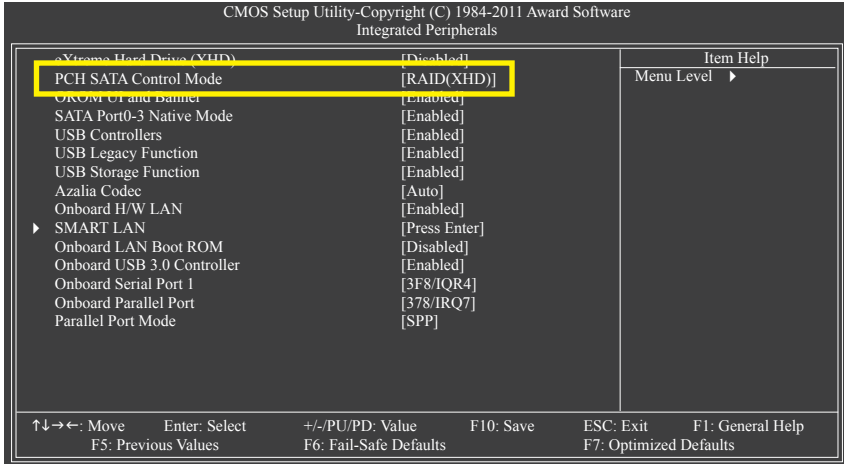 CMOS Setup Utility-Copyright (C) 1984-2011 Award Software
Integrated Peripherals
eXtreme Hard Drive (XHD) [Disabled]
PCH SATA Control Mode [RAID(XHD)]
OROM UI and Banner [Enabled]
SATA Port0-3 Native Mode [Enabled]
USB Controllers [Enabled]
USB Legacy Function [Enabled]
USB Storage Function [Enabled]
Azalia Codec [Auto]
Onboard H/W LAN [Enabled]
SMART LAN [Press Enter]
Onboard LAN Boot ROM [Disabled]
Onboard USB 3.0 Controller [Enabled]
Onboard Serial Port 1 [3F8/IQR4]
Onboard Parallel Port [378/IRQ7]
Parallel Port Mode [SPP]
Item Help
Menu Level
↑↓→←: Move Enter: Select +/-/PU/PD: Value F10: Save ESC: Exit F1: General Help
F5: Previous Values F6: Fail-Safe Defaults F7: Optimized Defaults